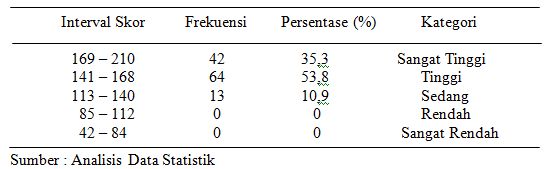 Interval Skor Frekuensi Persentase (%) Kategori
169 – 210 42 35,3 Sangat Tinggi
141 – 168 64 53,8 Tinggi
113 – 140 13 10,9 Sedang
85 – 112 0 0 Rendah
42 – 84 0 0 Sangat Rendah
Sumber : Analisis Data Statistik